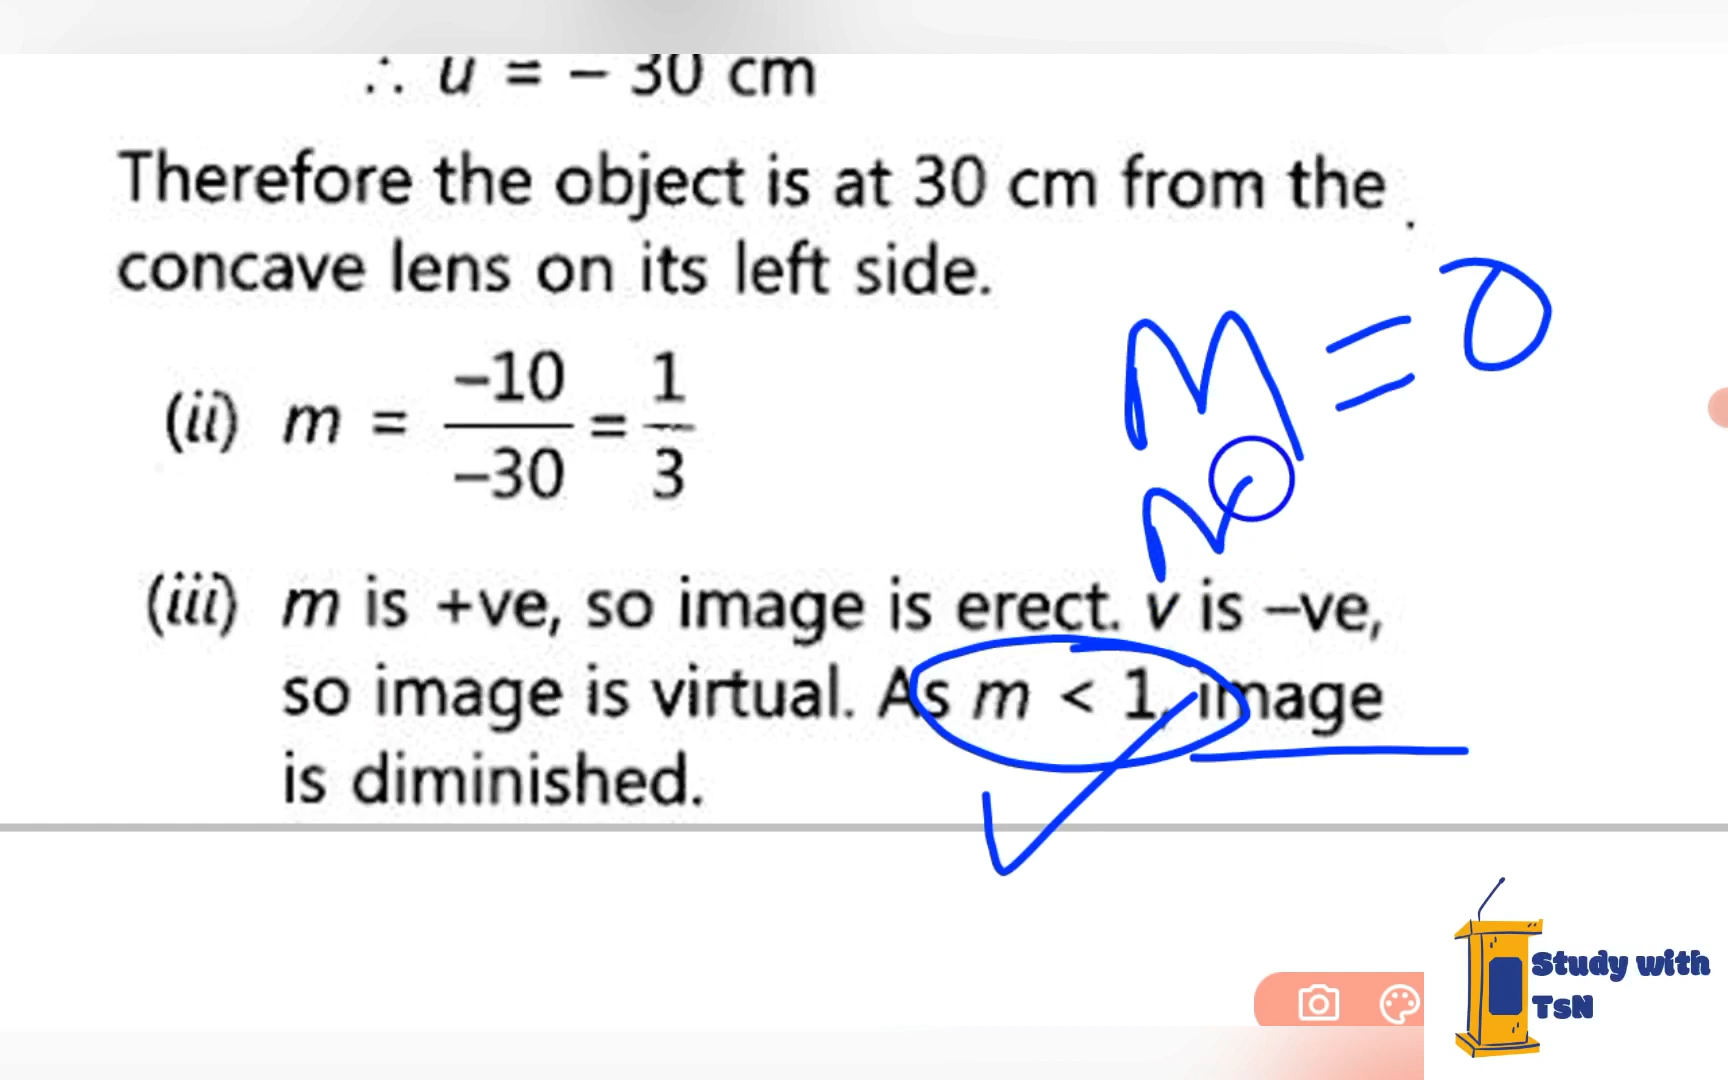 ∴ u = – 30 cm
Therefore the object is at 30 cm from the
concave lens on its left side.
(ii) m = –10/–30 = 1/3
M = 0
(iii) m is +ve, so image is erect. v is –ve,
so image is virtual. As m < 1, image
is diminished.
Study with
TsN